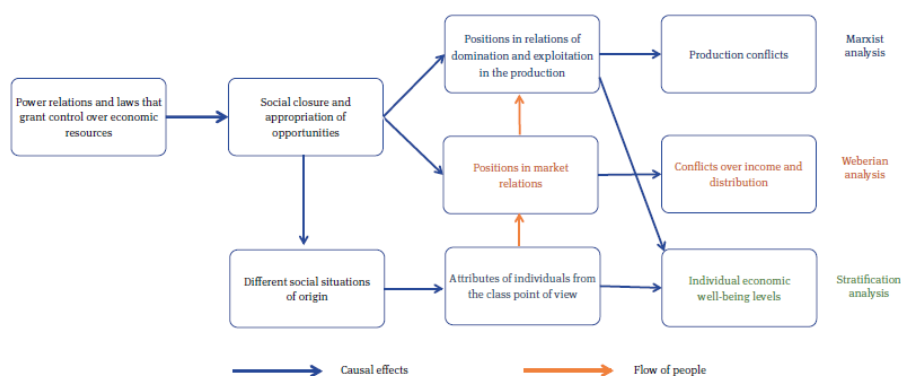 Power relations and laws that
grant control over economic
resources
Social closure and
appropriation of
opportunities
Positions in relations of
domination and exploitation
in the production
Production conflicts
Marxist
analysis
Positions in market
relations
Conflicts over income and
distribution
Weberian
analysis
Different social situations
of origin
Attributes of individuals from
the class point of view
Individual economic
well-being levels
Stratification
analysis
Causal effects
Flow of people